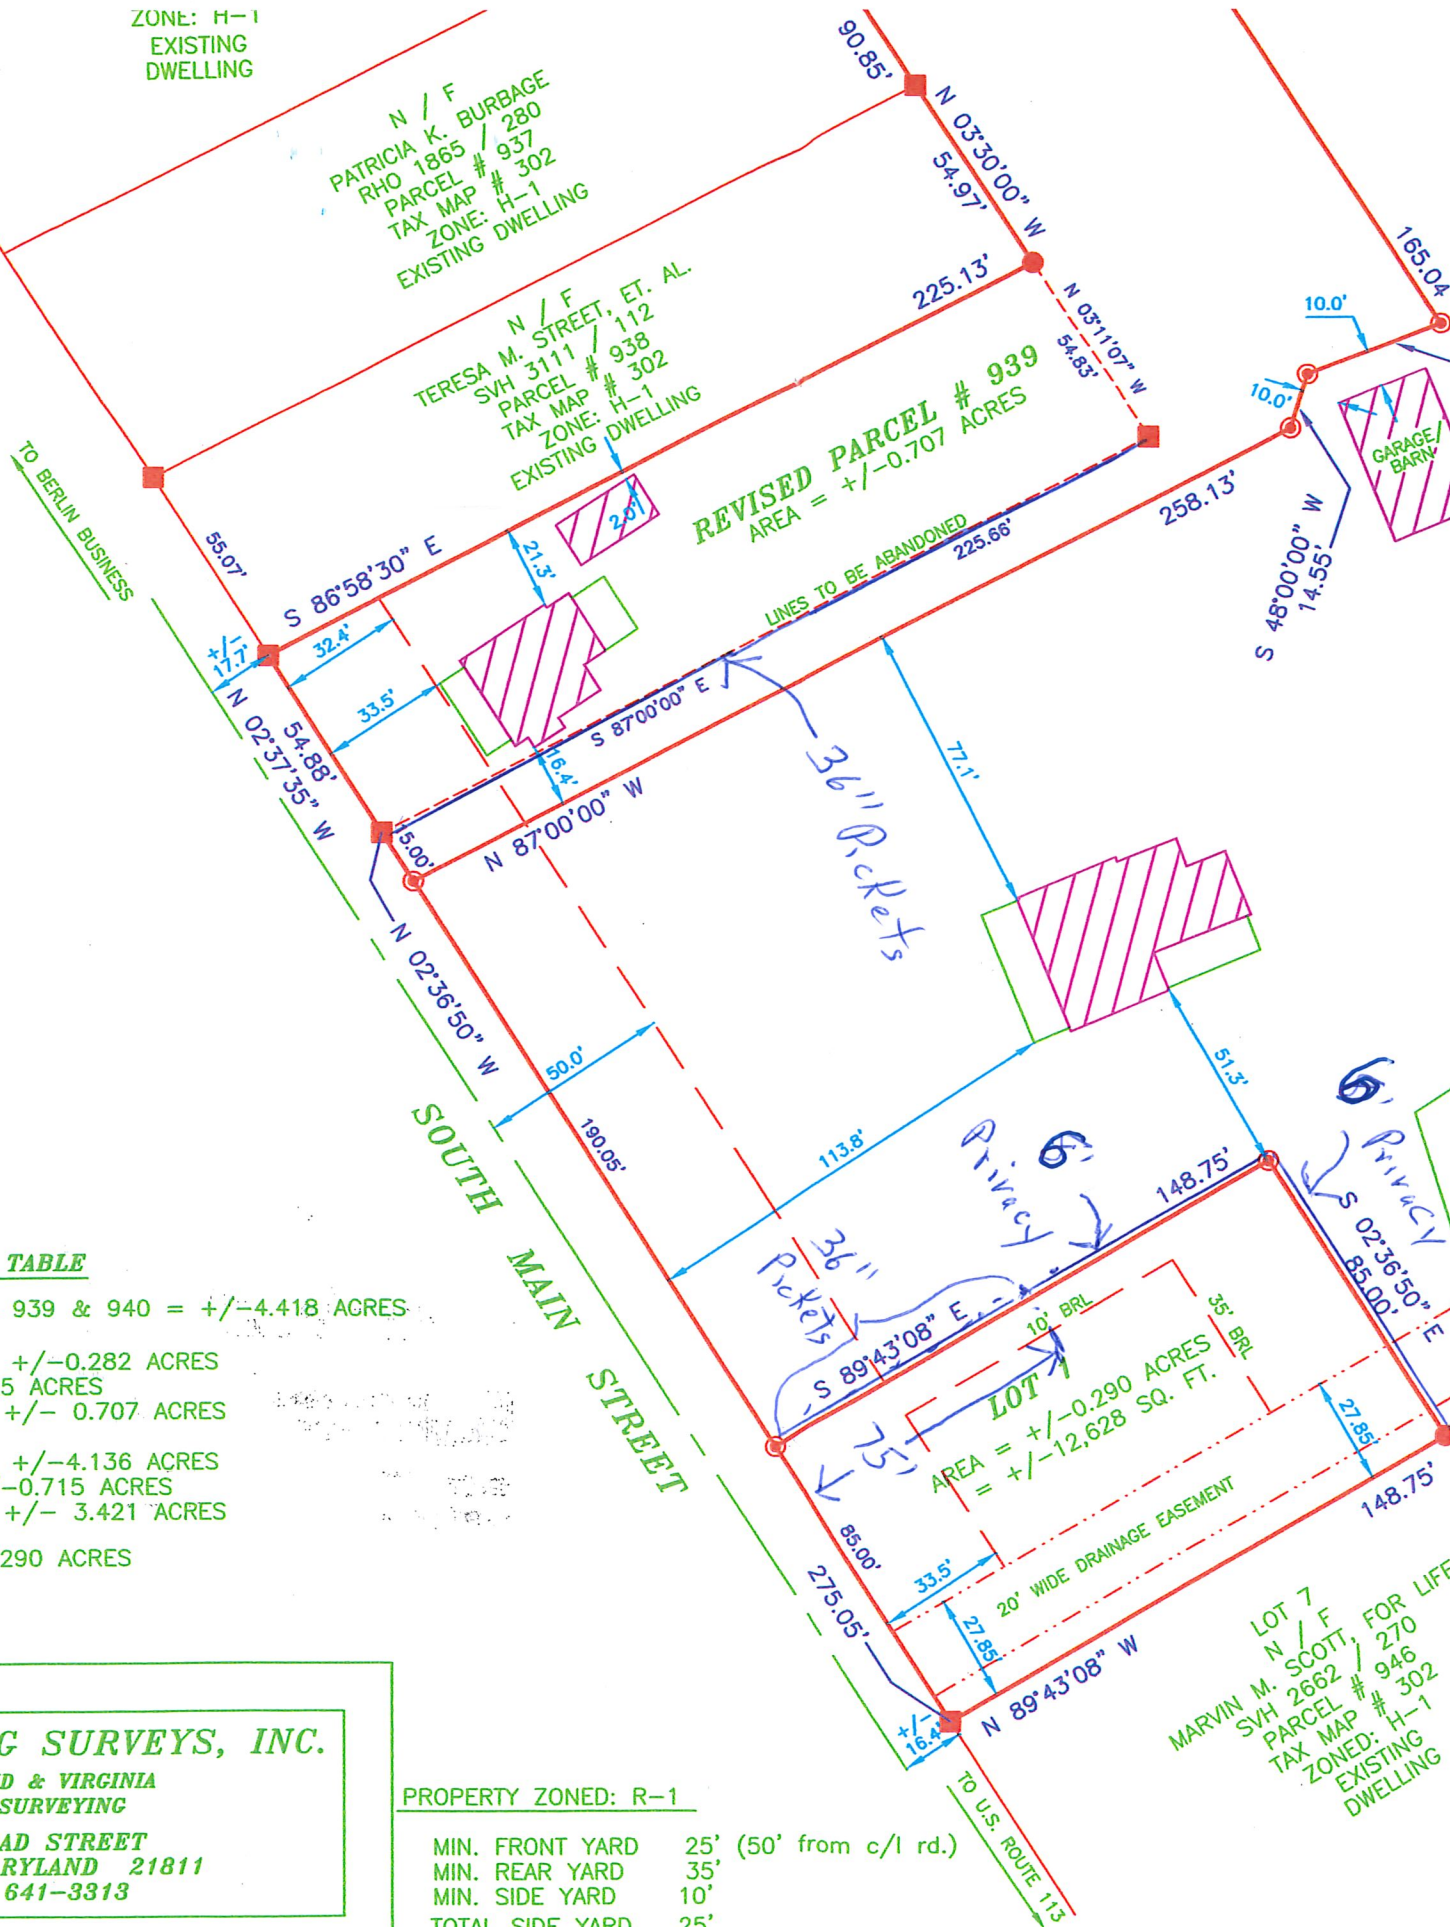 ZONE: H-1
EXISTING
DWELLING
N / F
PATRICIA K. BURBAGE
RHO 1865 / 280
PARCEL # 937
TAX MAP # 302
ZONE: H-1
EXISTING DWELLING
90.85'
N 03°30'00" W
54.97'
165.04
N / F
TERESA M. STREET, ET. AL.
SVH 3111 / 112
PARCEL # 938
TAX MAP # 302
ZONE: H-1
EXISTING DWELLING
225.13'
N 03°11'07" W
54.83'
10.0'
10.0'
GARAGE/
BARN
REVISED PARCEL # 939
AREA = +/-0.707 ACRES
S 48°00'00" W
14.55'
258.13'
TO BERLIN BUSINESS
55.07'
S 86°58'30" E
21.3'
2.0'
LINES TO BE ABANDONED
225.66'
+/-
17.7'
32.4'
33.5'
N 02°37'35" W
54.88'
S 87°00'00" E
16.4'
15.00'
N 87°00'00" W
36" Pickets
77.1'
N 02°36'50" W
50.0'
190.05'
113.8'
51.3'
SOUTH MAIN STREET
6'
Privacy
6'
Privacy
148.75'
S 02°36'50" E
85.00'
36"
Pickets
S 89°43'08" E
10' BRL
35' BRL
LOT 1
AREA = +/-0.290 ACRES
= +/-12,628 SQ. FT.
75'
27.85'
148.75'
20' WIDE DRAINAGE EASEMENT
85.00'
33.5'
27.85'
275.05'
N 89°43'08" W
+/-
16.4'
TO U.S. ROUTE 113
LOT 7
N / F
MARVIN M. SCOTT, FOR LIFE
SVH 2662 / 270
PARCEL # 946
TAX MAP # 302
ZONED: H-1
EXISTING
DWELLING
TABLE
939 & 940 = +/-4.418 ACRES
+/-0.282 ACRES
5 ACRES
+/- 0.707 ACRES
+/-4.136 ACRES
-0.715 ACRES
+/- 3.421 ACRES
290 ACRES
G SURVEYS, INC.
D & VIRGINIA
SURVEYING
AD STREET
RYLAND 21811
641-3313
PROPERTY ZONED: R-1
MIN. FRONT YARD 25' (50' from c/l rd.)
MIN. REAR YARD 35'
MIN. SIDE YARD 10'
TOTAL SIDE YARD 25'